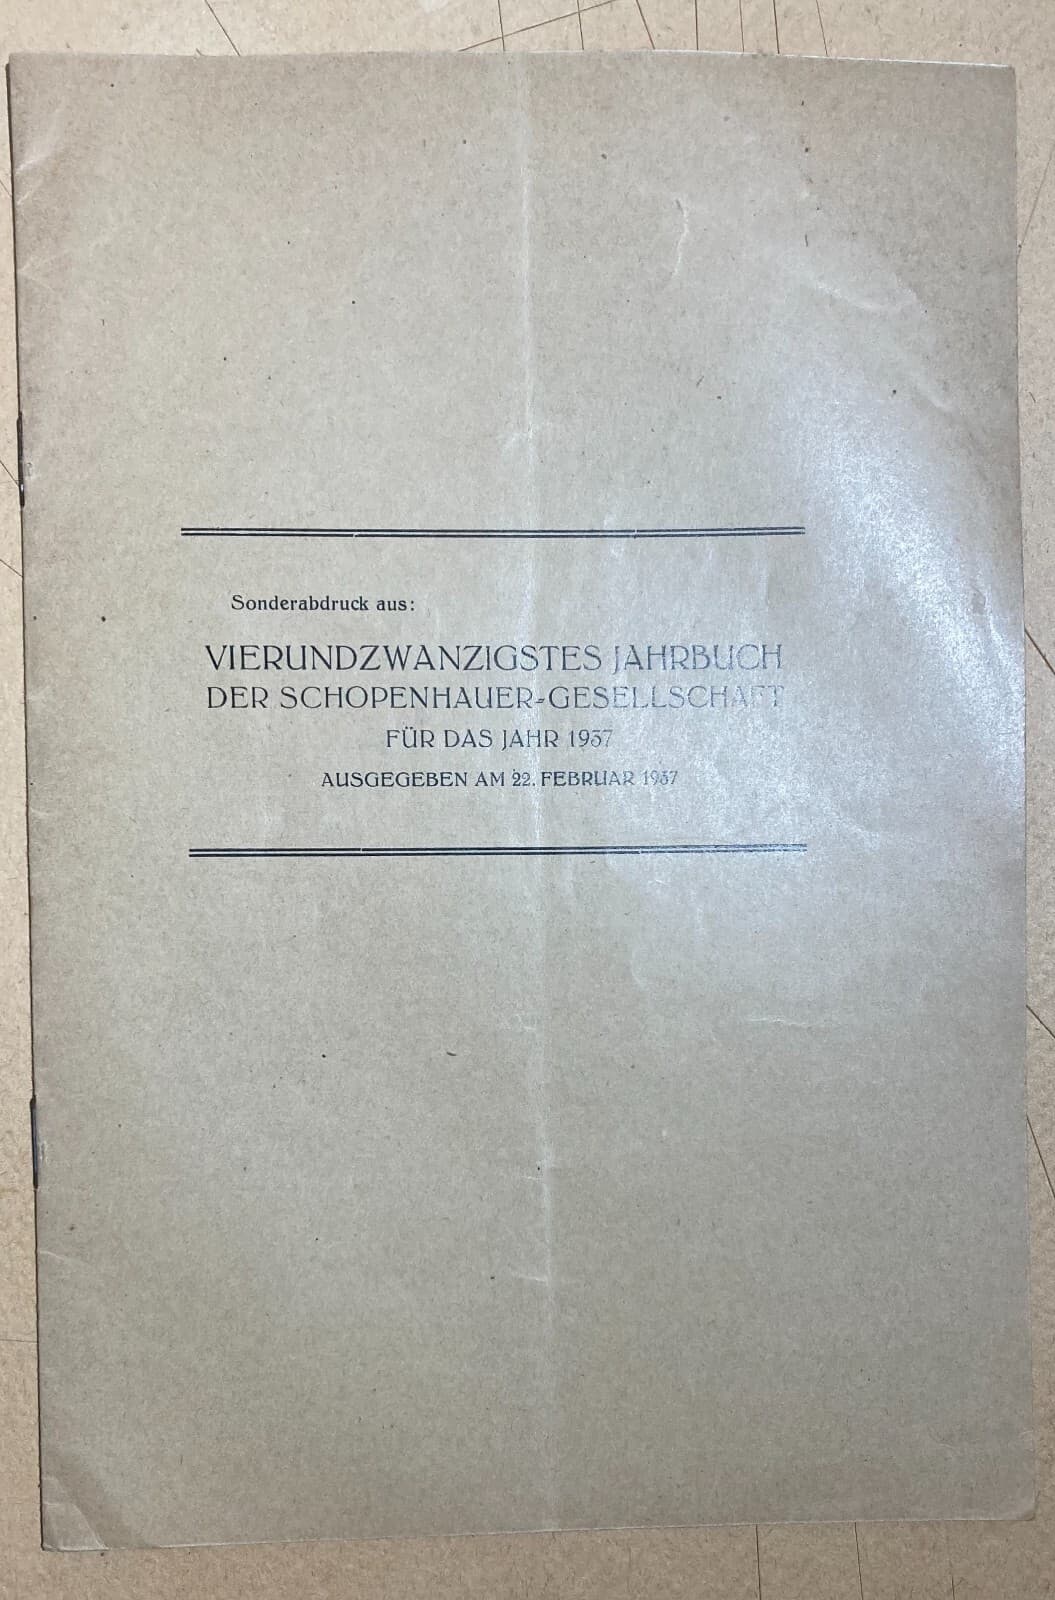 Sonderabdruck aus:
VIERUNDZWANZIGSTES JAHRBUCH
DER SCHOPENHAUER-GESELLSCHAFT
FÜR DAS JAHR 1937
AUSGEGEBEN AM 22. FEBRUAR 1937